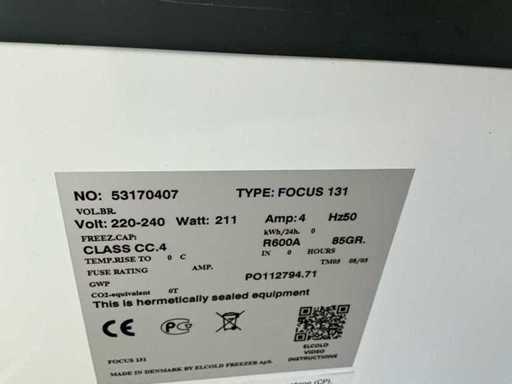 NO: 53170407 TYPE: FOCUS 131
VOL.BR.
Volt: 220-240 Watt: 211 Amp: 4 Hz50
FREEZ.CAP: kWh/24h. 0
CLASS CC.4 R600A 85GR.
TEMP.RISE TO 0 C IN 0 HOURS
FUSE RATING AMP. TM05 08/05
GWP PO112794.71
CO2-equivalent 0T
This is hermetically sealed equipment
CE PC
ELCOLD
VIDEO
INSTRUCTIONS
FOCUS 131
MADE IN DENMARK BY ELCOLD FREEZER ApS.
(CP),